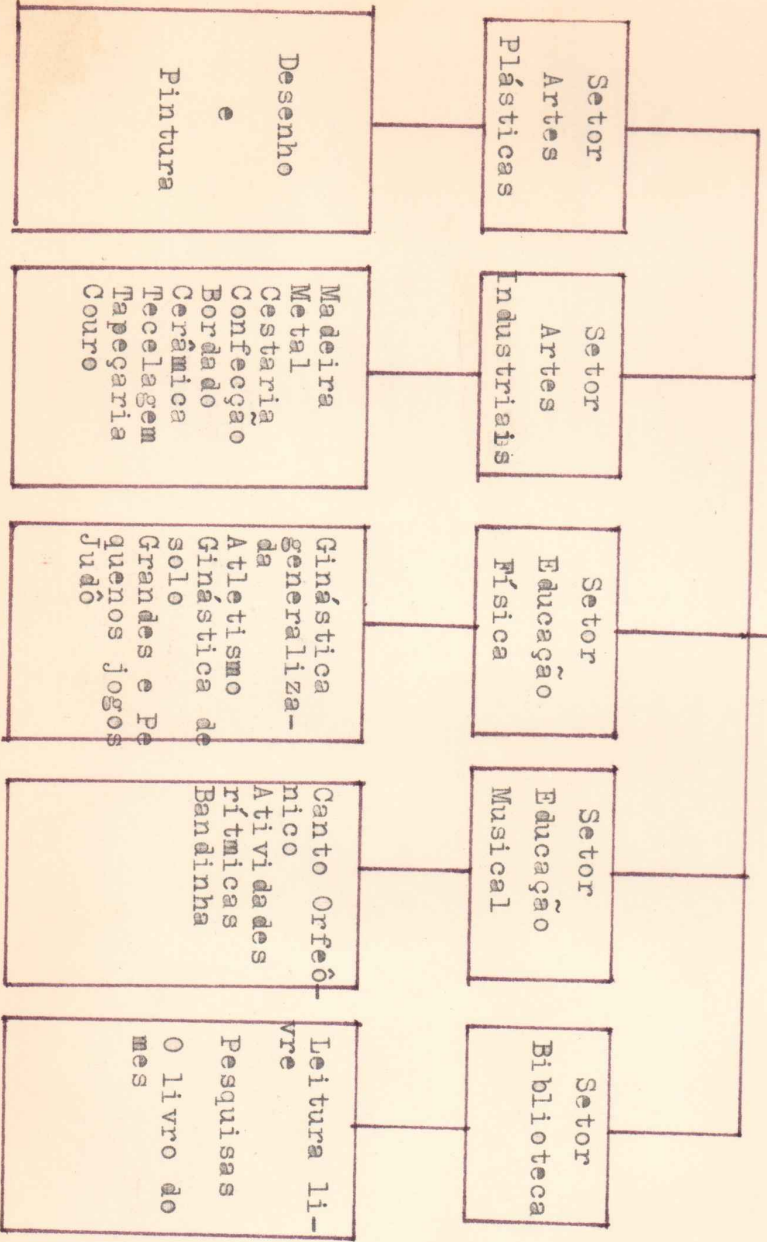 Setor
Artes
Plásticas
Setor
Artes
Industriais
Setor
Educação
Física
Setor
Educação
Musical
Setor
Biblioteca
Desenho
e
Pintura
Madeira
Metal
Cestaria
Confecção
Bordado
Cerâmica
Tecelagem
Tapeçaria
Couro
Ginástica
generaliza-
da
Atletismo
Ginástica de
solo
Grandes e Pe
quenos jogos
Judô
Canto Orfeô-
nico
Atividades
rítmicas
Bandinha
Leitura li-
vre
Pesquisas
O livro do
mes